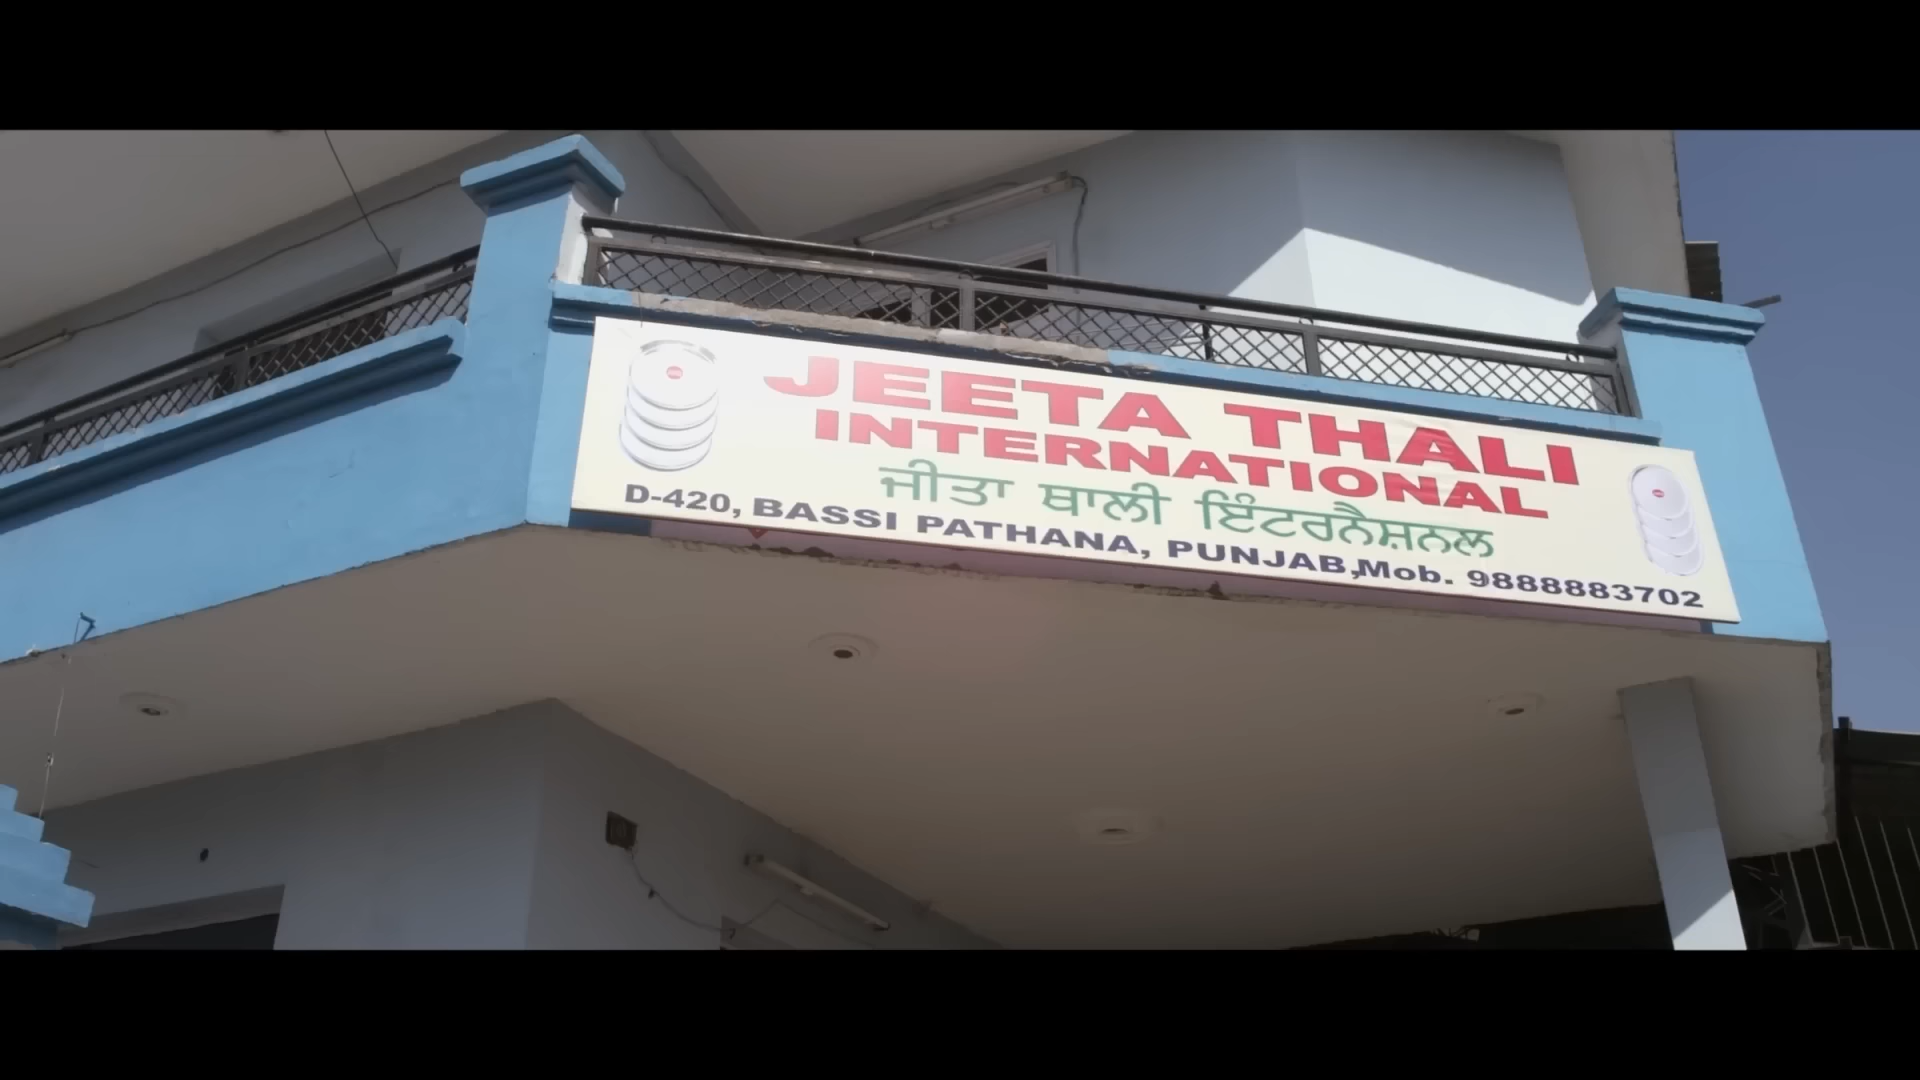 JEETA THALI
INTERNATIONAL
ਜੀਤਾ ਥਾਲੀ ਇੰਟਰਨੈਸ਼ਨਲ
D-420, BASSI PATHANA, PUNJAB,Mob. 9888883702